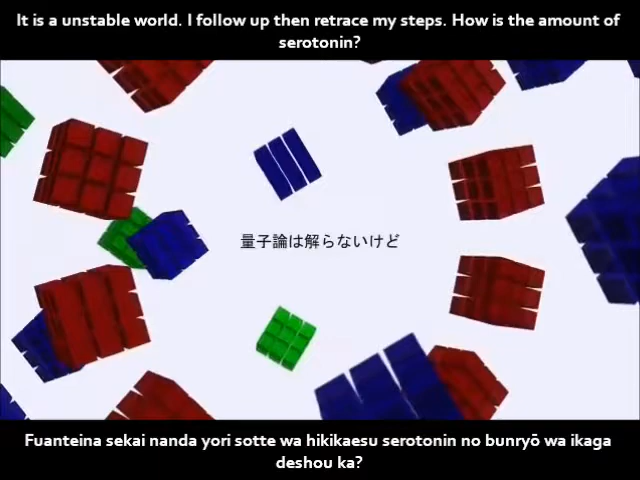 It is a unstable world. I follow up then retrace my steps. How is the amount of
serotonin?
量子論は解らないけど
Fuanteina sekai nanda yori sotte wa hikikaesu serotonin no bunryō wa ikaga
deshou ka?